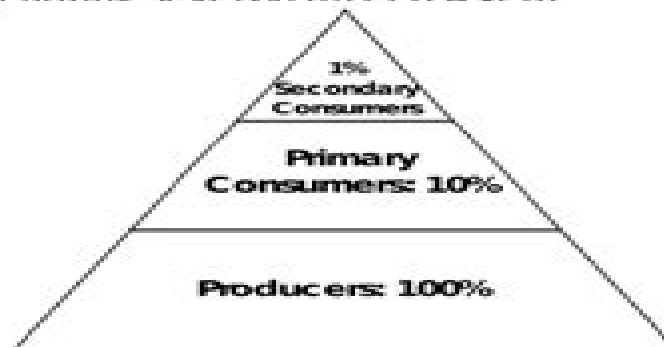 1%
Secondary
Consumers
Primary
Consumers: 10%
Producers: 100%